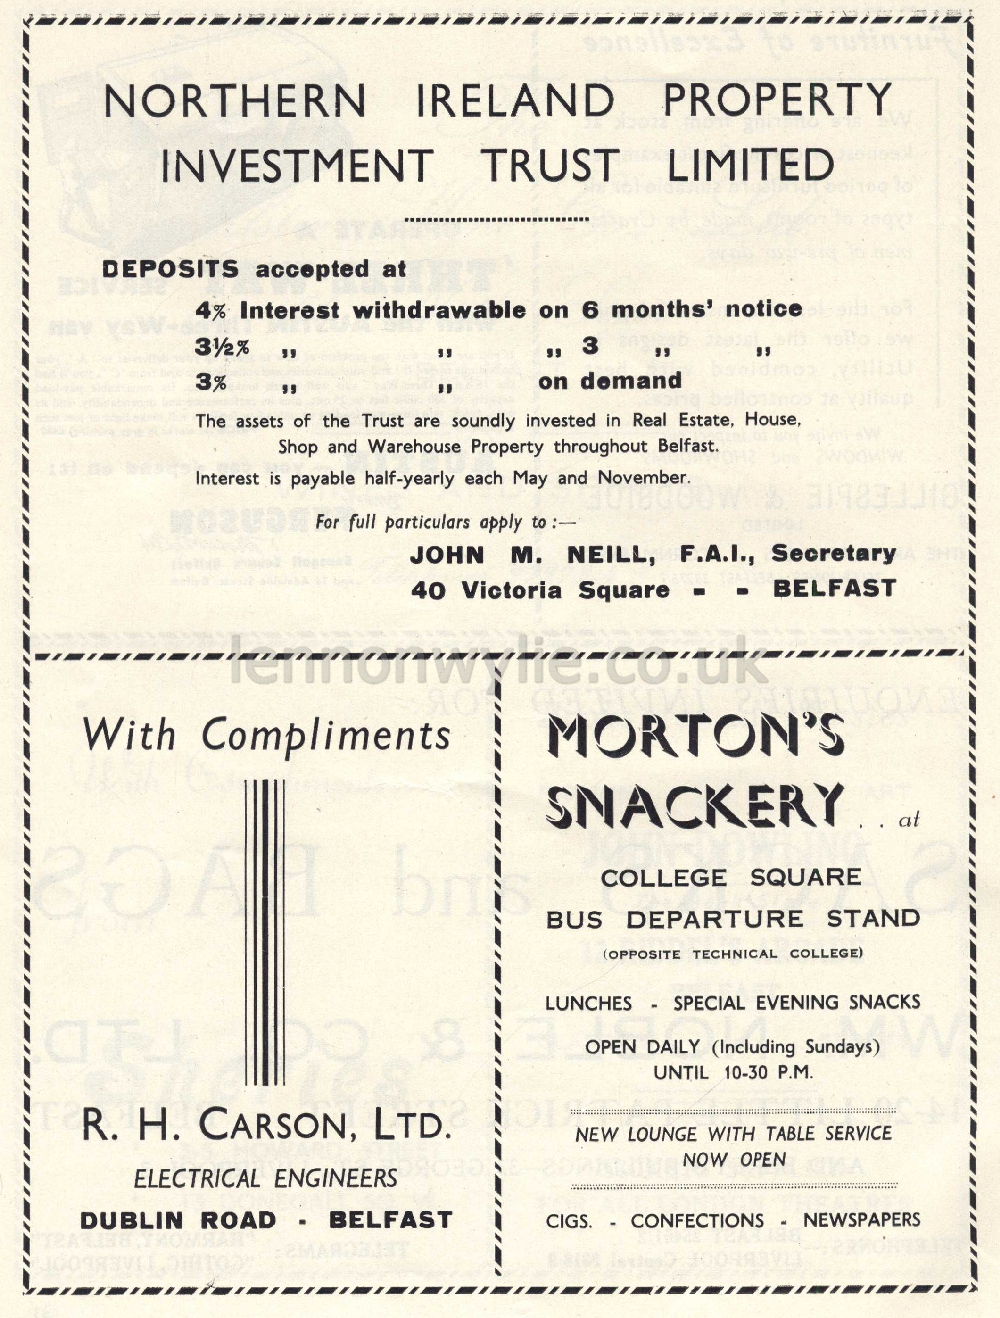 NORTHERN IRELAND PROPERTY
INVESTMENT TRUST LIMITED
DEPOSITS accepted at
4% Interest withdrawable on 6 months' notice
3½% ,, ,, ,, 3 ,, ,,
3% ,, ,, on demand
The assets of the Trust are soundly invested in Real Estate, House,
Shop and Warehouse Property throughout Belfast.
Interest is payable half-yearly each May and November.
For full particulars apply to :—
JOHN M. NEILL, F.A.I., Secretary
40 Victoria Square - - BELFAST
lennonwylie.co.uk
With Compliments
R. H. CARSON, LTD.
ELECTRICAL ENGINEERS
DUBLIN ROAD - BELFAST
MORTON'S
SNACKERY . . at
COLLEGE SQUARE
BUS DEPARTURE STAND
(OPPOSITE TECHNICAL COLLEGE)
LUNCHES - SPECIAL EVENING SNACKS
OPEN DAILY (Including Sundays)
UNTIL 10-30 P.M.
NEW LOUNGE WITH TABLE SERVICE
NOW OPEN
CIGS. - CONFECTIONS - NEWSPAPERS